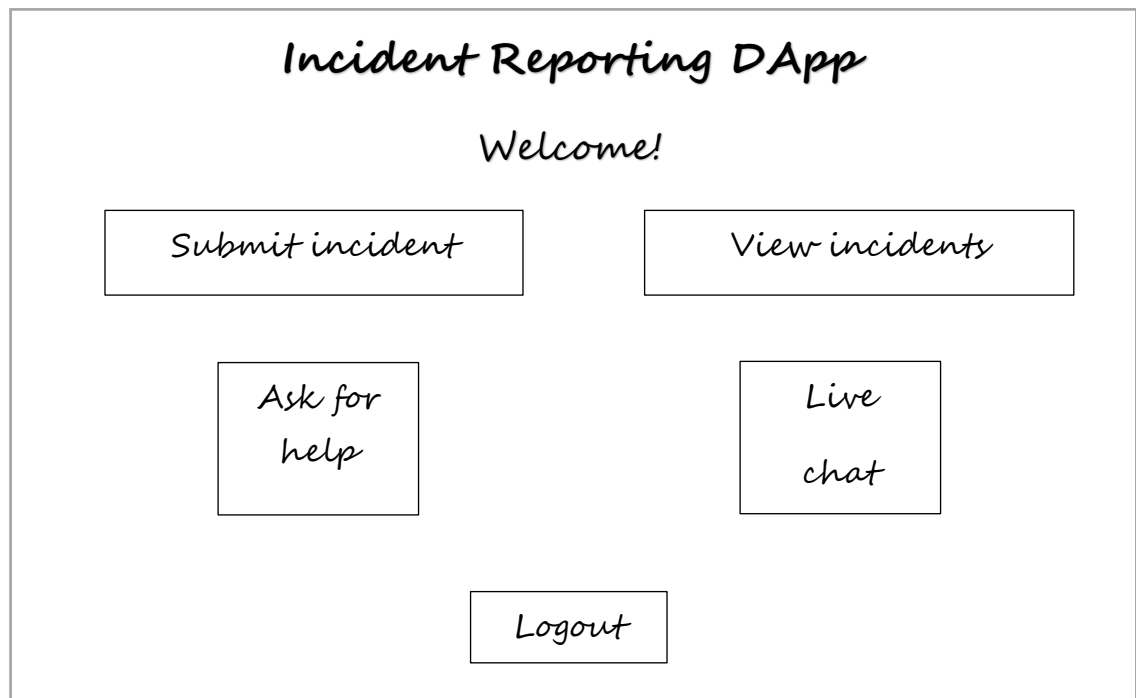 Incident Reporting DApp
Welcome!
Submit incident
View incidents
Ask for
help
Live
chat
Logout